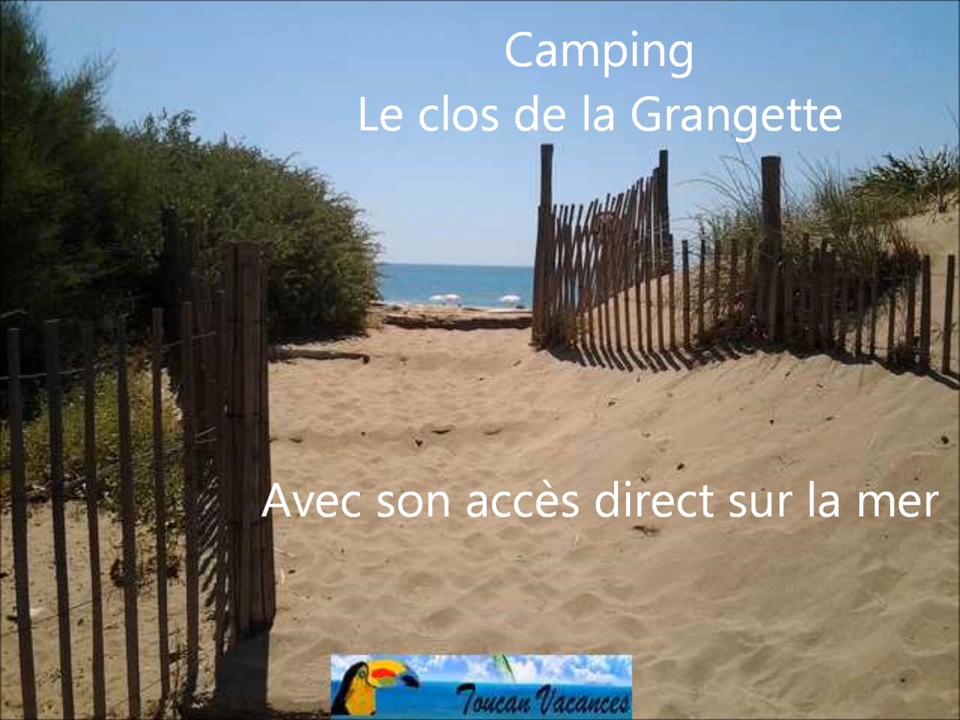 Camping
Le clos de la Grangette
Avec son accès direct sur la mer
Toucan Vacances